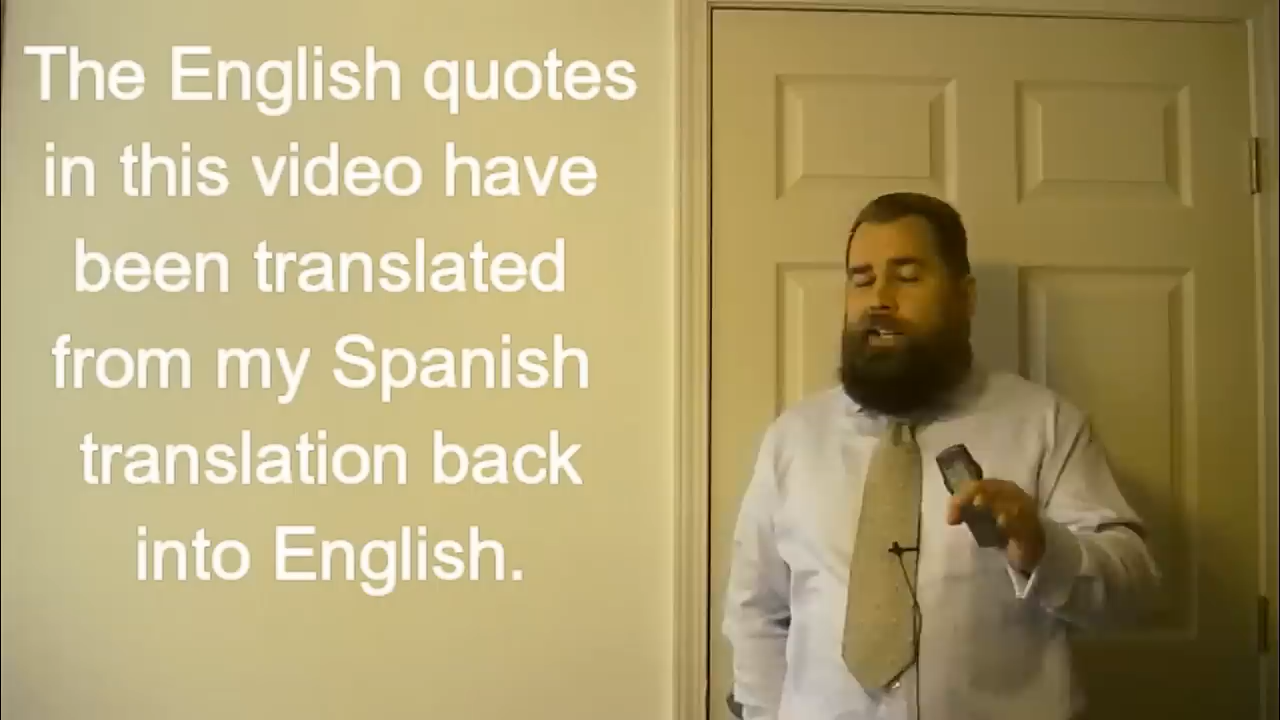 The English quotes
in this video have
been translated
from my Spanish
translation back
into English.